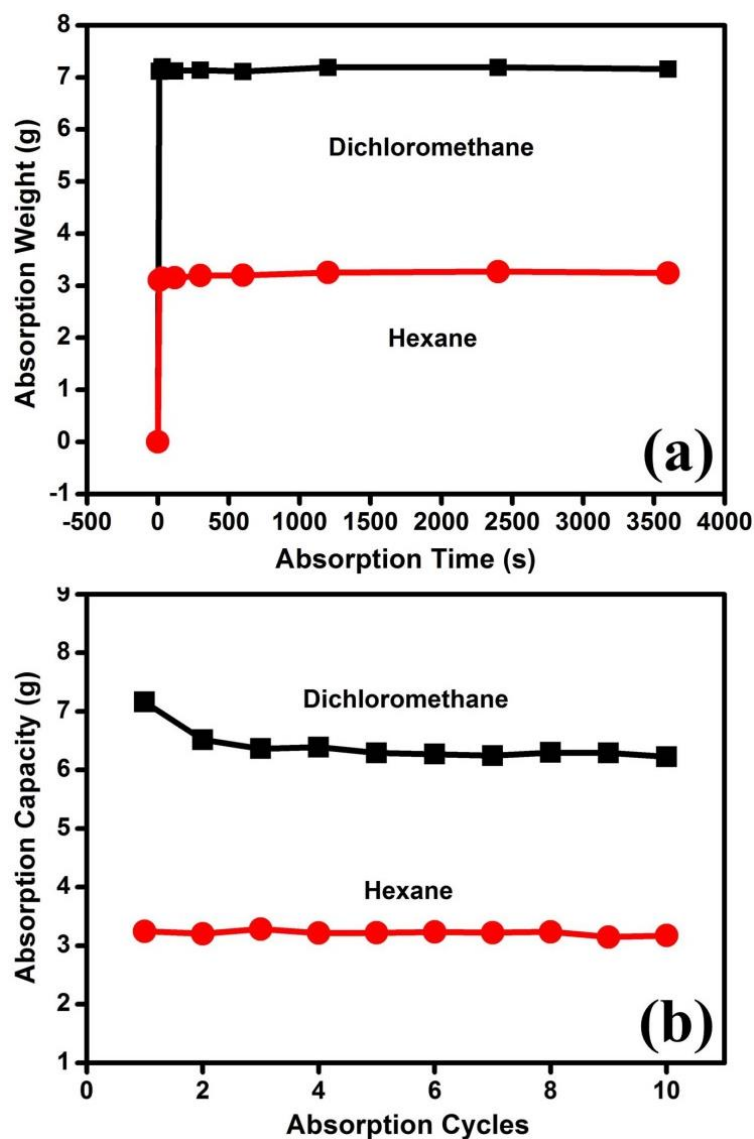 8
7
6
5
4
3
2
1
0
-1
Absorption Weight (g)
Dichloromethane
Hexane
(a)
-500 0 500 1000 1500 2000 2500 3000 3500 4000
Absorption Time (s)
9
8
7
6
5
4
3
2
1
Absorption Capacity (g)
Dichloromethane
Hexane
(b)
0 2 4 6 8 10
Absorption Cycles